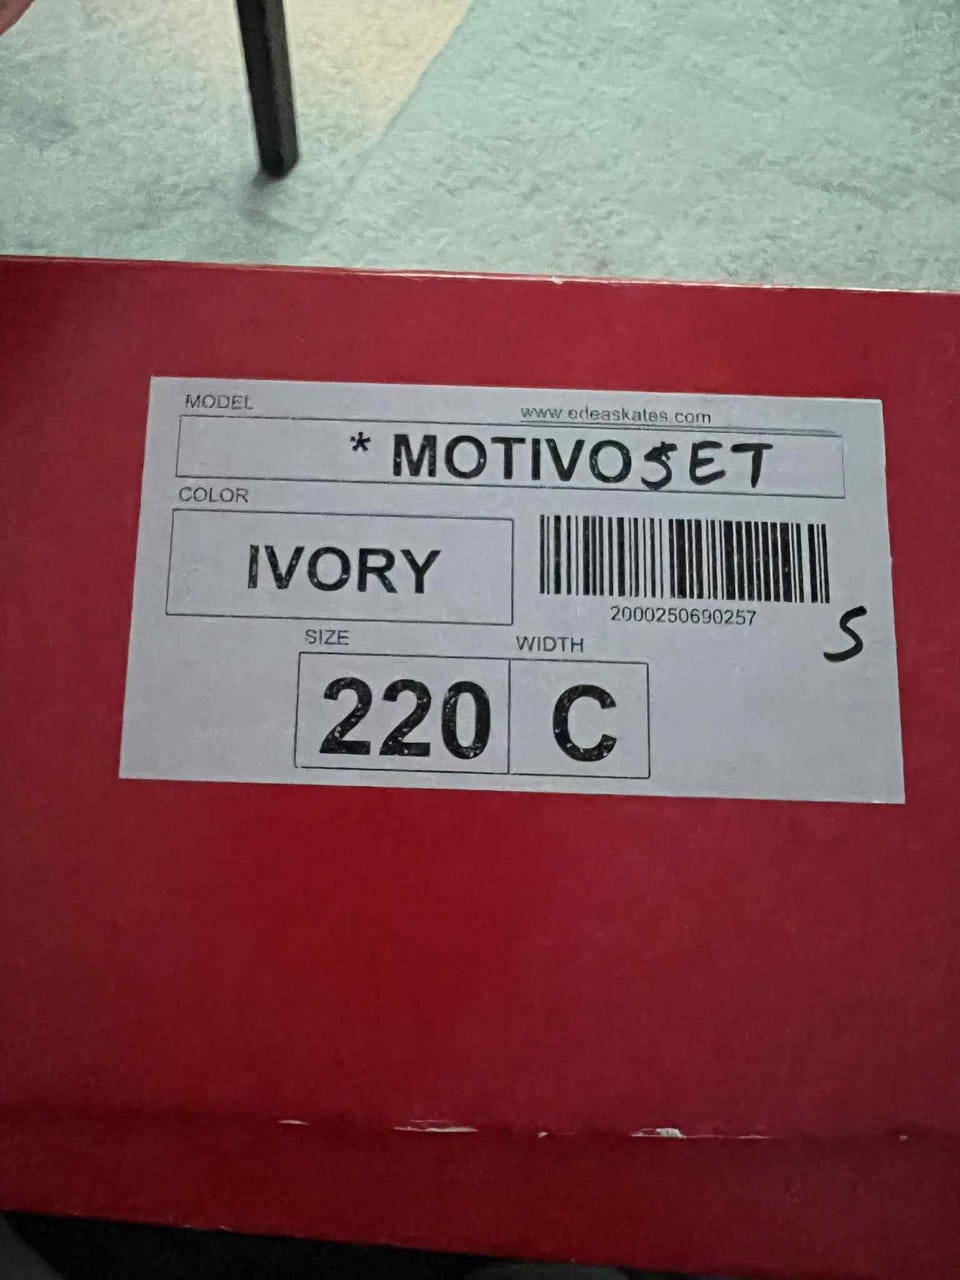 MODEL
www.edeaskates.com
* MOTIVO SET
COLOR
IVORY
2000250690257
S
SIZE
WIDTH
220
C